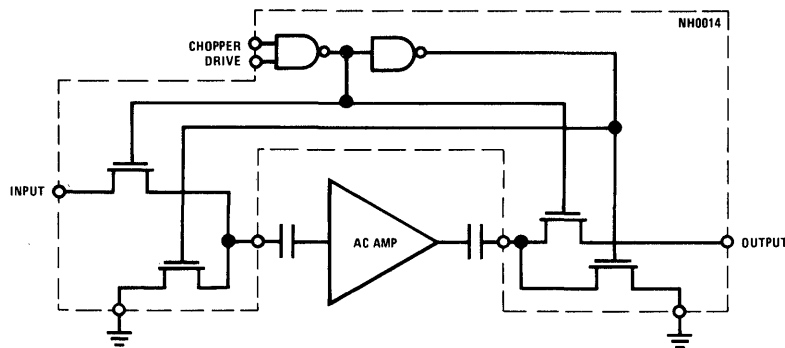 NH0014
CHOPPER
DRIVE
INPUT
AC AMP
OUTPUT